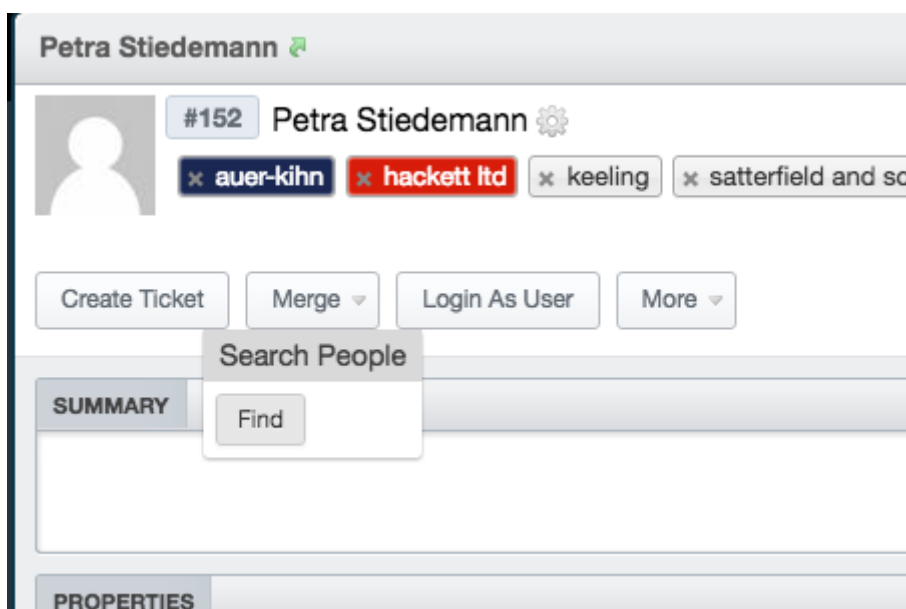 Petra Stiedemann
#152 Petra Stiedemann
auer-kihn hackett ltd keeling satterfield and
Create Ticket Merge Login As User More
Search People
SUMMARY
Find
PROPERTIES